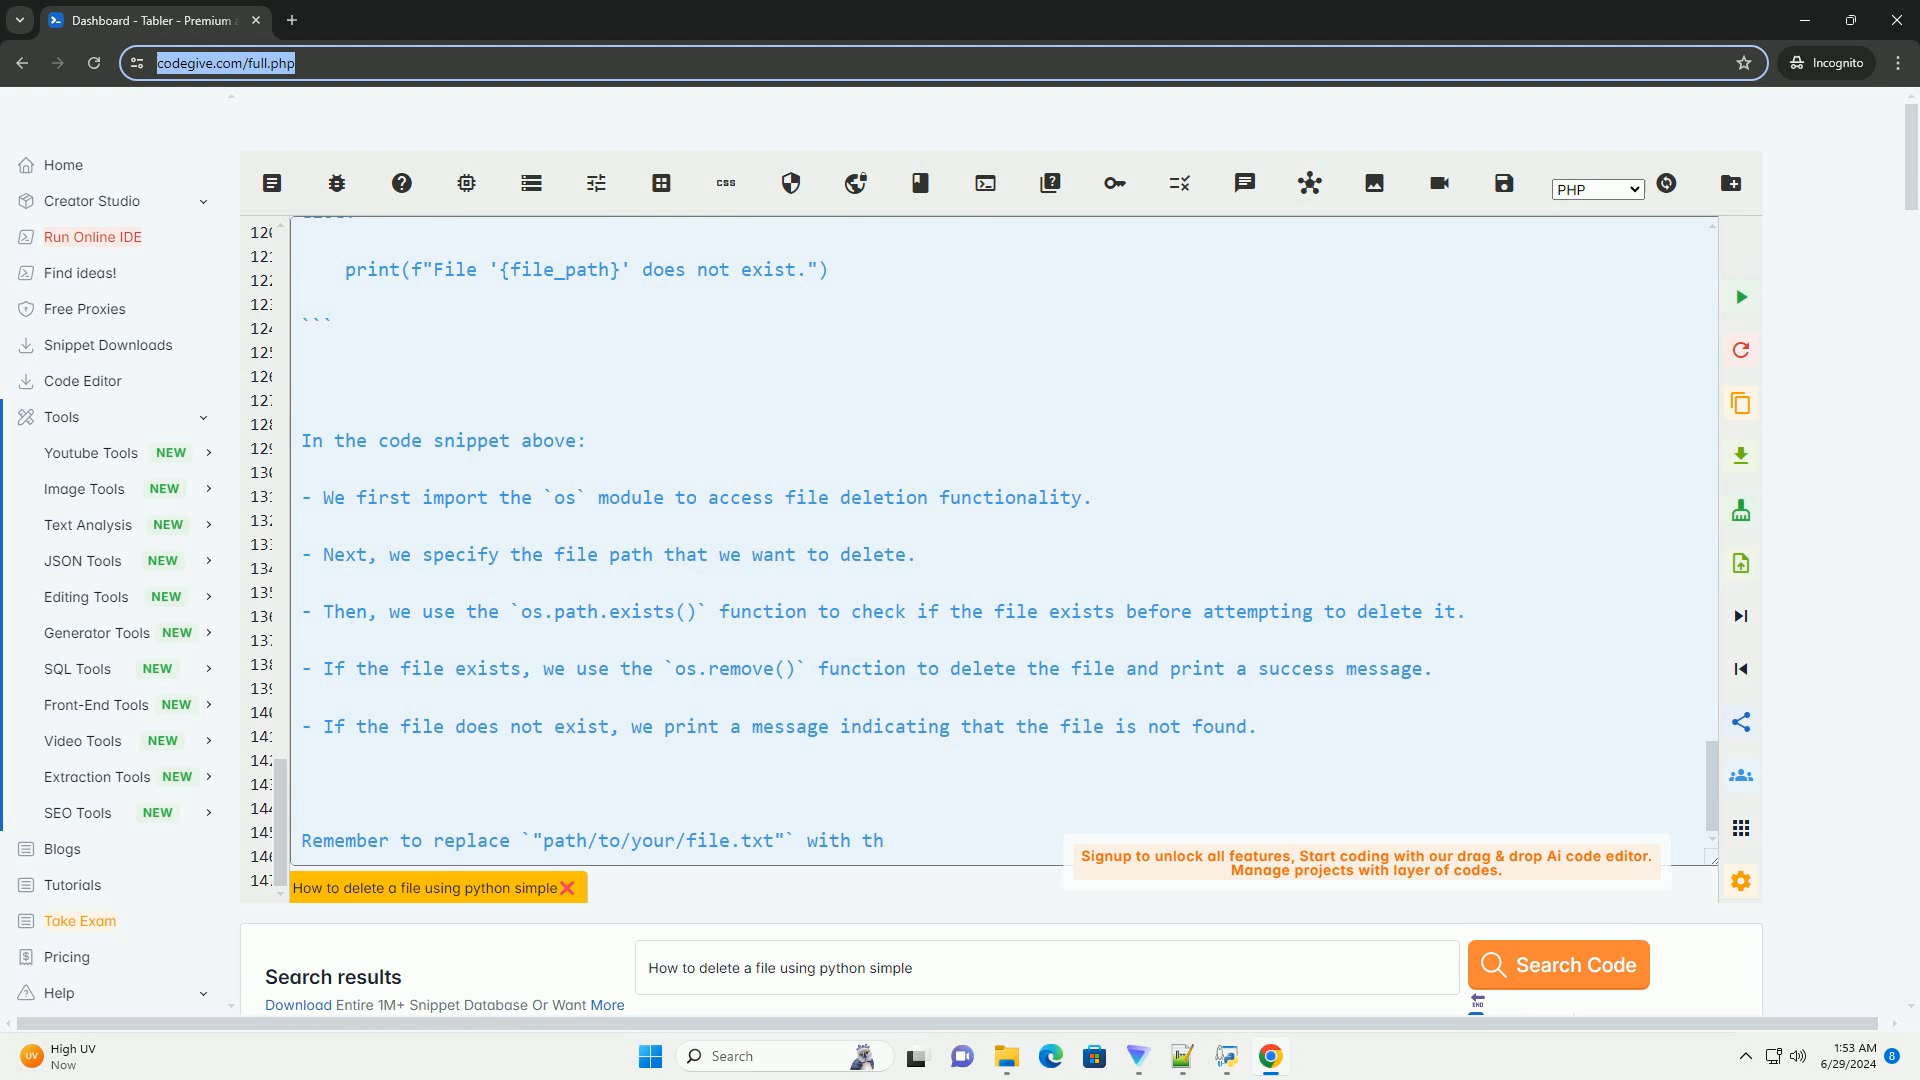 Dashboard - Tabler - Premium
codegive.com/full.php
Incognito
Home
Creator Studio
Run Online IDE
Find ideas!
Free Proxies
Snippet Downloads
Code Editor
Tools
Youtube Tools NEW
Image Tools NEW
Text Analysis NEW
JSON Tools NEW
Editing Tools NEW
Generator Tools NEW
SQL Tools NEW
Front-End Tools NEW
Video Tools NEW
Extraction Tools NEW
SEO Tools NEW
Blogs
Tutorials
Take Exam
Pricing
Help
css
PHP
print(f"File '{file_path}' does not exist.")
```
In the code snippet above:
- We first import the `os` module to access file deletion functionality.
- Next, we specify the file path that we want to delete.
- Then, we use the `os.path.exists()` function to check if the file exists before attempting to delete it.
- If the file exists, we use the `os.remove()` function to delete the file and print a success message.
- If the file does not exist, we print a message indicating that the file is not found.
Remember to replace `"path/to/your/file.txt"` with th
Signup to unlock all features, Start coding with our drag & drop Ai code editor.
Manage projects with layer of codes.
How to delete a file using python simple
Search results
How to delete a file using python simple
Search Code
Download Entire 1M+ Snippet Database Or Want More
END
UV
High UV
Now
Search
1:53 AM
6/29/2024
8